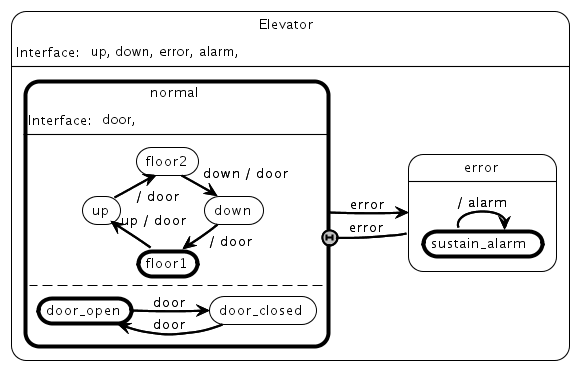 Elevator
Interface: up, down, error, alarm,
normal
Interface: door,
floor2
down / door
/ door
up
down
up / door
/ door
floor1
door_open
door
door_closed
door
error
error
error
/ alarm
sustain_alarm
H